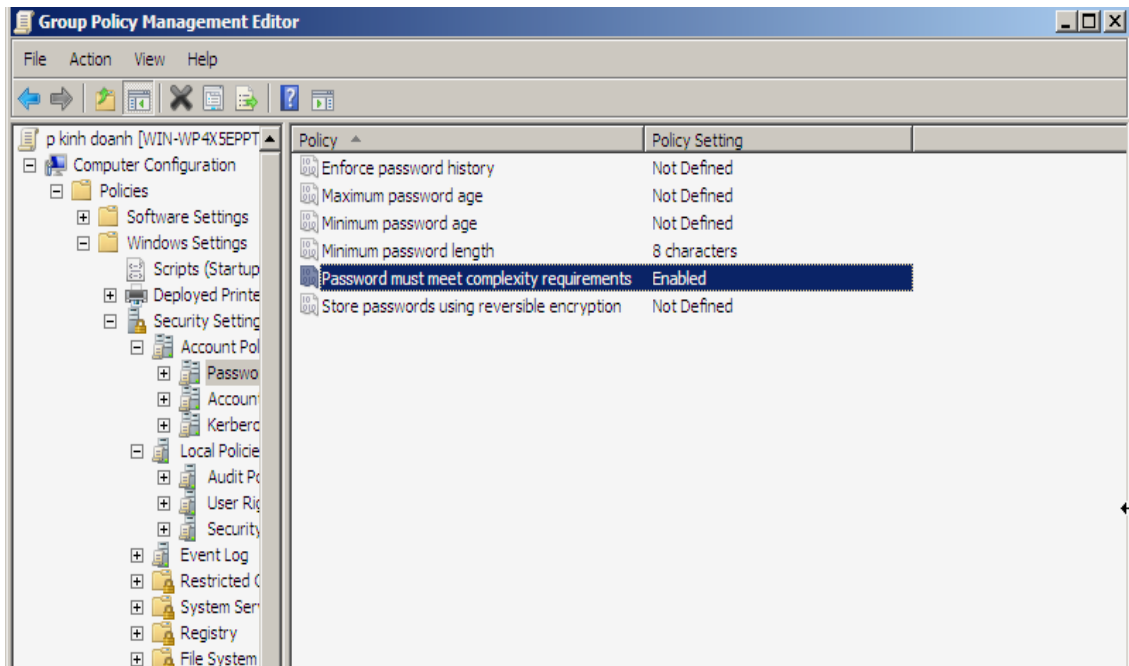 Group Policy Management Editor
File Action View Help
p kinh doanh [WIN-WP4X5EPPT
Computer Configuration
Policies
Software Settings
Windows Settings
Scripts (Startup
Deployed Printe
Security Setting
Account Pol
Passwo
Account
Kerbero
Local Policie
Audit Po
User Rig
Security
Event Log
Restricted G
System Ser
Registry
File System
Policy Policy Setting
Enforce password history Not Defined
Maximum password age Not Defined
Minimum password age Not Defined
Minimum password length 8 characters
Password must meet complexity requirements Enabled
Store passwords using reversible encryption Not Defined